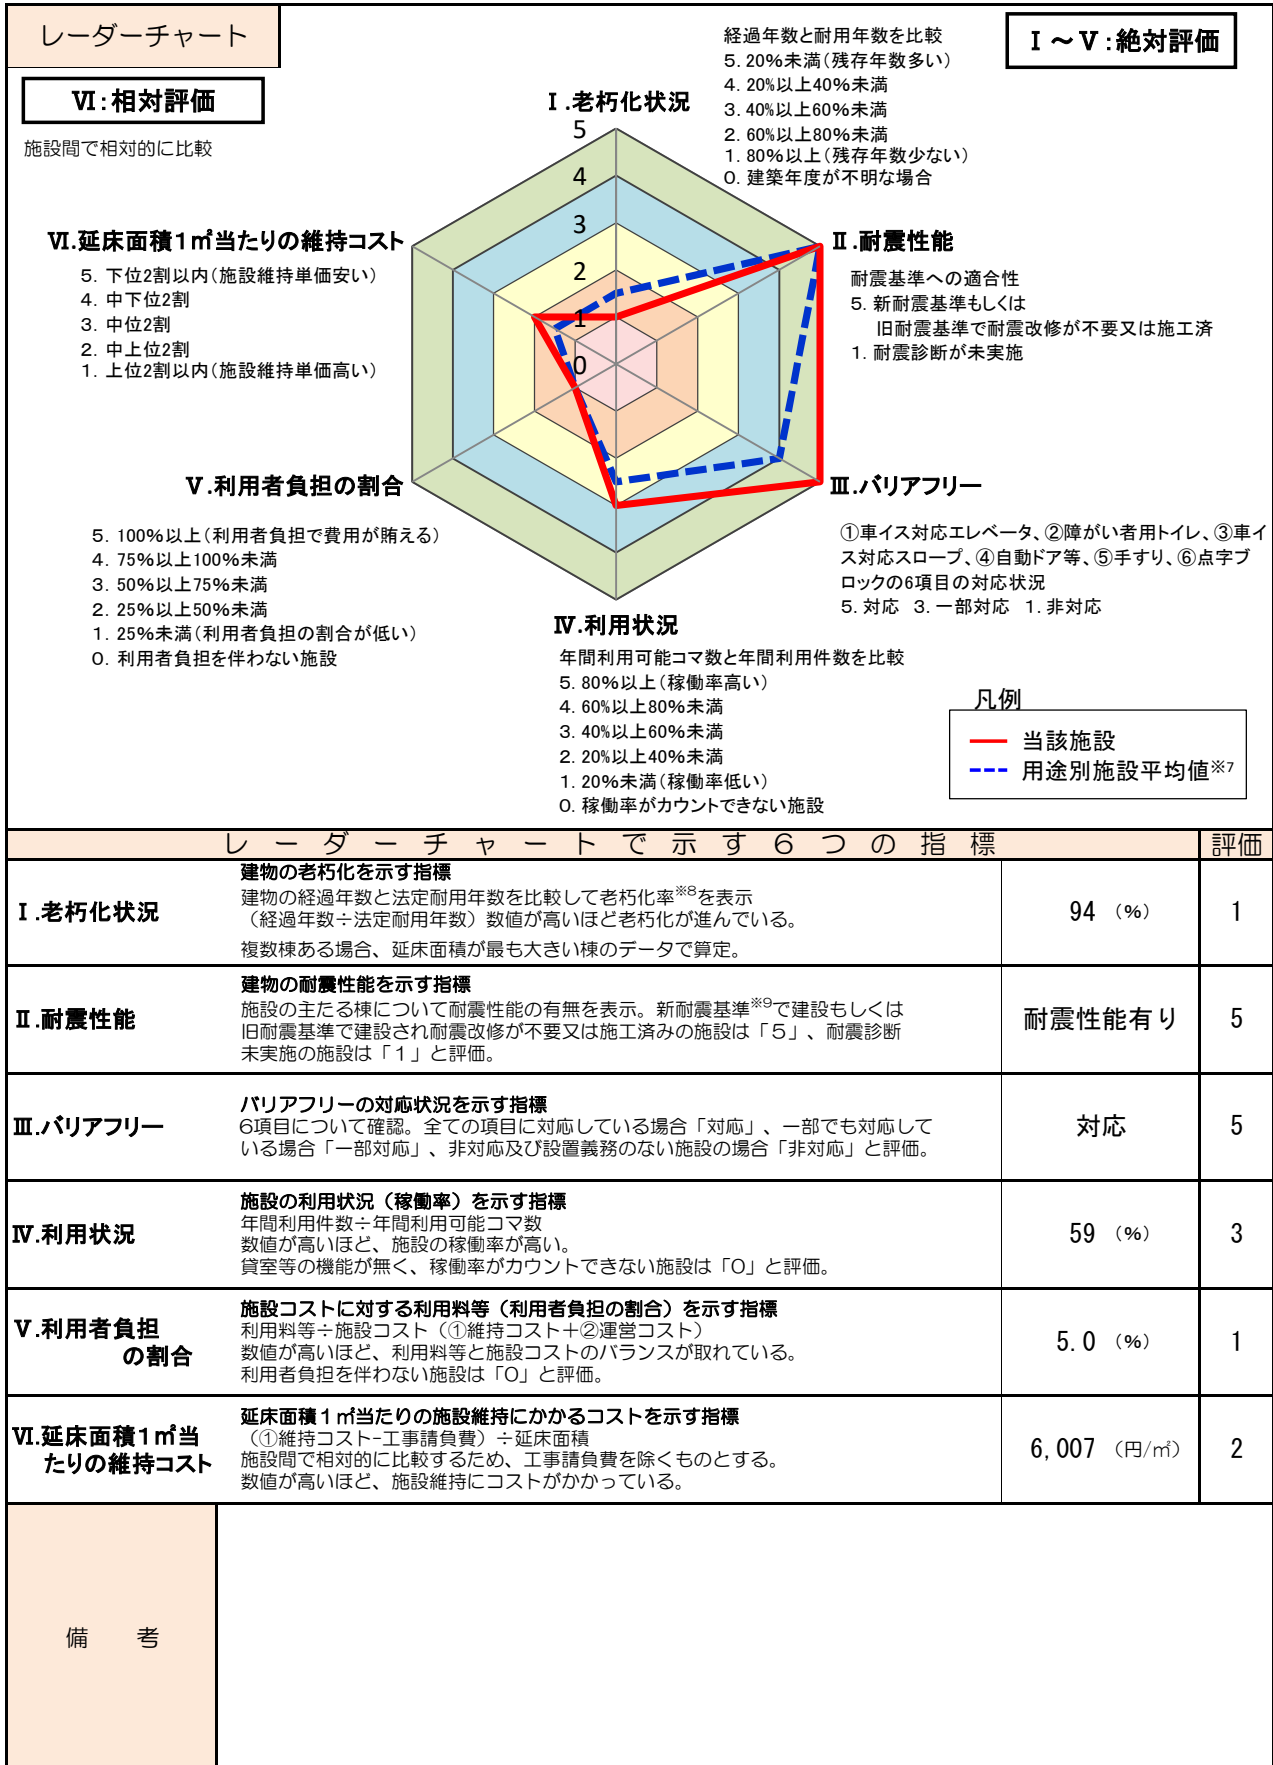 レーダーチャート
Ⅵ：相対評価
施設間で相対的に比較
Ⅰ～Ⅴ：絶対評価
Ⅰ.老朽化状況
経過年数と耐用年数を比較
5. 20%未満（残存年数多い）
4. 20%以上40%未満
3. 40%以上60%未満
2. 60%以上80%未満
1. 80%以上（残存年数少ない）
0. 建築年度が不明な場合
5
4
3
2
1
0
Ⅱ.耐震性能
耐震基準への適合性
5. 新耐震基準もしくは
旧耐震基準で耐震改修が不要又は施工済
1. 耐震診断が未実施
Ⅵ.延床面積1㎡当たりの維持コスト
5. 下位2割以内（施設維持単価安い）
4. 中下位2割
3. 中位2割
2. 中上位2割
1. 上位2割以内（施設維持単価高い）
Ⅴ.利用者負担の割合
5. 100%以上（利用者負担で費用が賄える）
4. 75%以上100%未満
3. 50%以上75%未満
2. 25%以上50%未満
1. 25%未満（利用者負担の割合が低い）
0. 利用者負担を伴わない施設
Ⅲ.バリアフリー
①車イス対応エレベータ、②障がい者用トイレ、③車イ
ス対応スロープ、④自動ドア等、⑤手すり、⑥点字ブ
ロックの6項目の対応状況
5. 対応 3. 一部対応 1. 非対応
Ⅳ.利用状況
年間利用可能コマ数と年間利用件数を比較
5. 80%以上（稼働率高い）
4. 60%以上80%未満
3. 40%以上60%未満
2. 20%以上40%未満
1. 20%未満（稼働率低い）
0. 稼働率がカウントできない施設
凡例
当該施設
用途別施設平均値※7
レーダーチャートで示す6つの指標 評価
Ⅰ.老朽化状況
建物の老朽化を示す指標
建物の経過年数と法定耐用年数を比較して老朽化率※8を表示
（経過年数÷法定耐用年数）数値が高いほど老朽化が進んでいる。
複数棟ある場合、延床面積が最も大きい棟のデータで算定。
94 (%) 1
Ⅱ.耐震性能
建物の耐震性能を示す指標
施設の主たる棟について耐震性能の有無を表示。新耐震基準※9で建設もしくは
旧耐震基準で建設され耐震改修が不要又は施工済みの施設は「5」、耐震診断
未実施の施設は「1」と評価。
耐震性能有り 5
Ⅲ.バリアフリー
バリアフリーの対応状況を示す指標
6項目について確認。全ての項目に対応している場合「対応」、一部でも対応して
いる場合「一部対応」、非対応及び設置義務のない施設の場合「非対応」と評価。
対応 5
Ⅳ.利用状況
施設の利用状況（稼働率）を示す指標
年間利用件数÷年間利用可能コマ数
数値が高いほど、施設の稼働率が高い。
貸室等の機能が無く、稼働率がカウントできない施設は「0」と評価。
59 (%) 3
Ⅴ.利用者負担
の割合
施設コストに対する利用料等（利用者負担の割合）を示す指標
利用料等÷施設コスト（①維持コスト＋②運営コスト）
数値が高いほど、利用料等と施設コストのバランスが取れている。
利用者負担を伴わない施設は「0」と評価。
5.0 (%) 1
Ⅵ.延床面積1㎡当
たりの維持コスト
延床面積1㎡当たりの施設維持にかかるコストを示す指標
（①維持コスト-工事請負費）÷延床面積
施設間で相対的に比較するため、工事請負費を除くものとする。
数値が高いほど、施設維持にコストがかかっている。
6,007 (円/㎡) 2
備 考